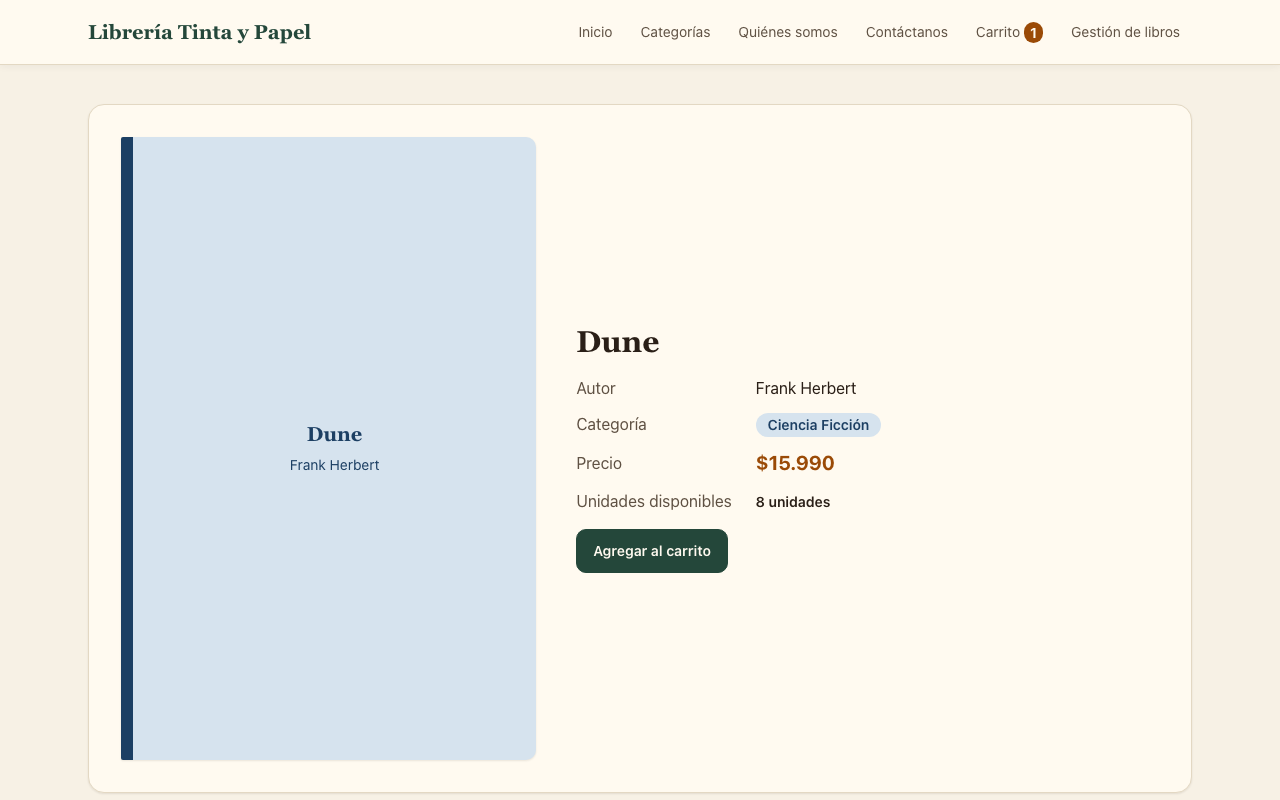 Librería Tinta y Papel
Inicio
Categorías
Quiénes somos
Contáctanos
Carrito 1
Gestión de libros
Dune
Frank Herbert
Dune
Autor Frank Herbert
Categoría Ciencia Ficción
Precio $15.990
Unidades disponibles 8 unidades
Agregar al carrito